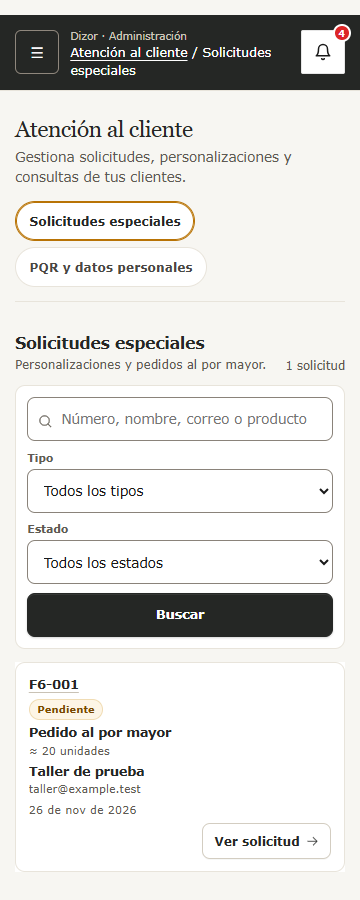 Dizor · Administración
4
Atención al cliente / Solicitudes
especiales
Atención al cliente
Gestiona solicitudes, personalizaciones y
consultas de tus clientes.
Solicitudes especiales
PQR y datos personales
Solicitudes especiales
Personalizaciones y pedidos al por mayor.
1 solicitud
Número, nombre, correo o producto
Tipo
Todos los tipos
Estado
Todos los estados
Buscar
F6-001
Pendiente
Pedido al por mayor
≈ 20 unidades
Taller de prueba
taller@example.test
26 de nov de 2026
Ver solicitud →